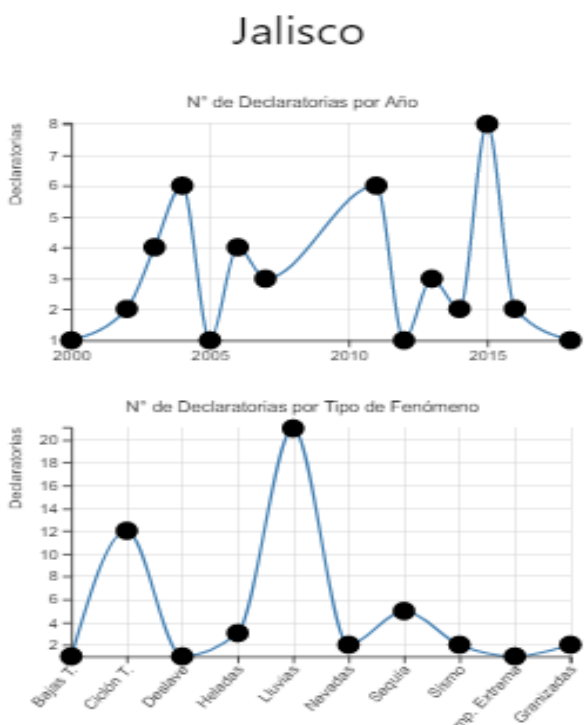 Jalisco
N° de Declaratorias por Año
Declaratorias
8
7
6
5
4
3
2
1
2000 2005 2010 2015
N° de Declaratorias por Tipo de Fenómeno
Declaratorias
20
18
16
14
12
10
8
6
4
2
Bajas T. Ciclón T. Deslave Heladas Lluvias Nevadas Sequía Sismo mp. Extrema Granizadas